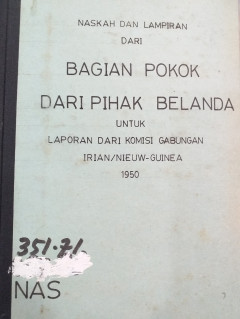 NASKAH DAN LAMPIRAN
DARI
BAGIAN POKOK
DARI PIHAK BELANDA
UNTUK
LAPORAN DARI KOMISI GABUNGAN
IRIAN/NIEUW-GUINEA
1950
351.71
NAS